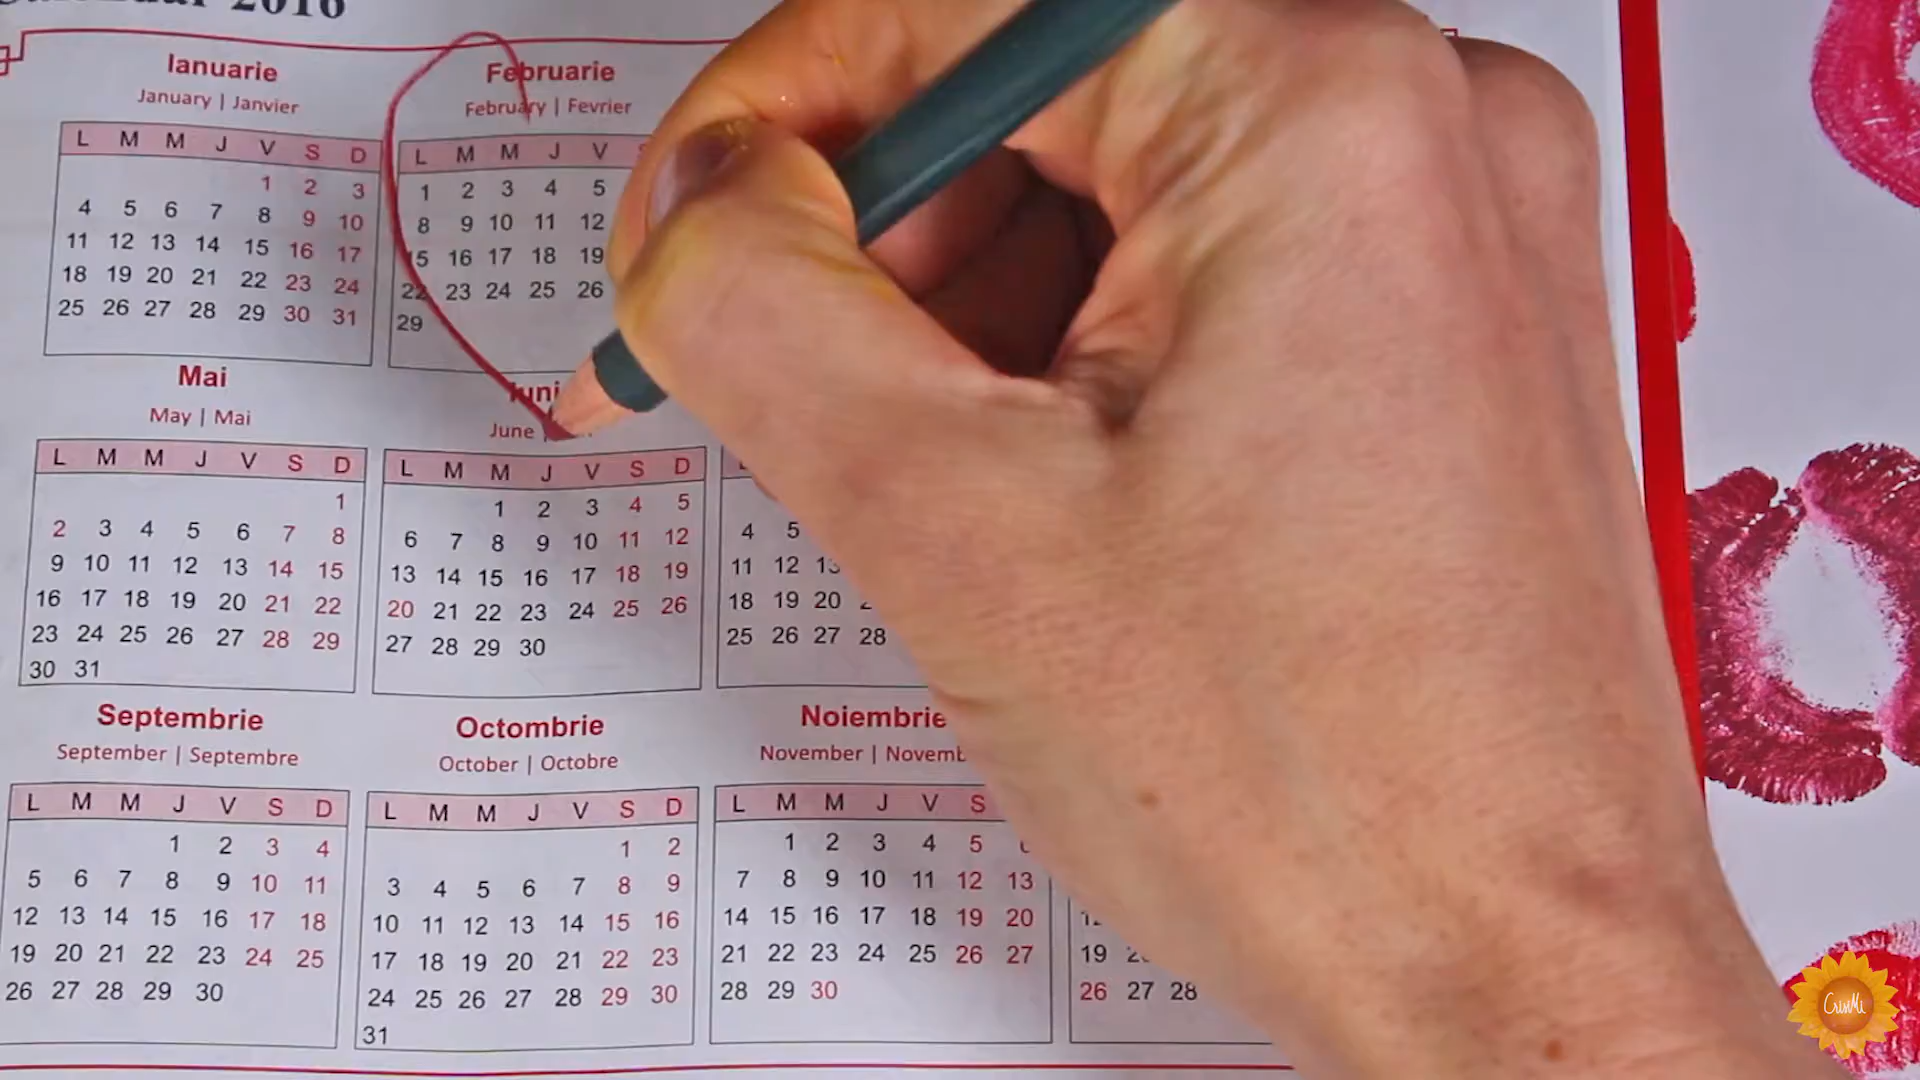 2016
Ianuarie
January | Janvier
L M M J V S D
1 2 3
4 5 6 7 8 9 10
11 12 13 14 15 16 17
18 19 20 21 22 23 24
25 26 27 28 29 30 31
Februarie
February | Fevrier
L M M J V
1 2 3 4 5
8 9 10 11 12
15 16 17 18 19
22 23 24 25 26
29
Mai
May | Mai
L M M J V S D
1
2 3 4 5 6 7 8
9 10 11 12 13 14 15
16 17 18 19 20 21 22
23 24 25 26 27 28 29
30 31
Iuni
June |
L M M J V S D
1 2 3 4 5
6 7 8 9 10 11 12
13 14 15 16 17 18 19
20 21 22 23 24 25 26
27 28 29 30
4 5
11 12 13
18 19 20
25 26 27 28
Septembrie
September | Septembre
L M M J V S D
1 2 3 4
5 6 7 8 9 10 11
12 13 14 15 16 17 18
19 20 21 22 23 24 25
26 27 28 29 30
Octombrie
October | Octobre
L M M J V S D
1 2
3 4 5 6 7 8 9
10 11 12 13 14 15 16
17 18 19 20 21 22 23
24 25 26 27 28 29 30
31
Noiembrie
November | Novemb
L M M J V S
1 2 3 4 5
7 8 9 10 11 12 13
14 15 16 17 18 19 20
21 22 23 24 25 26 27
28 29 30
19
26 27 28
CrisMi